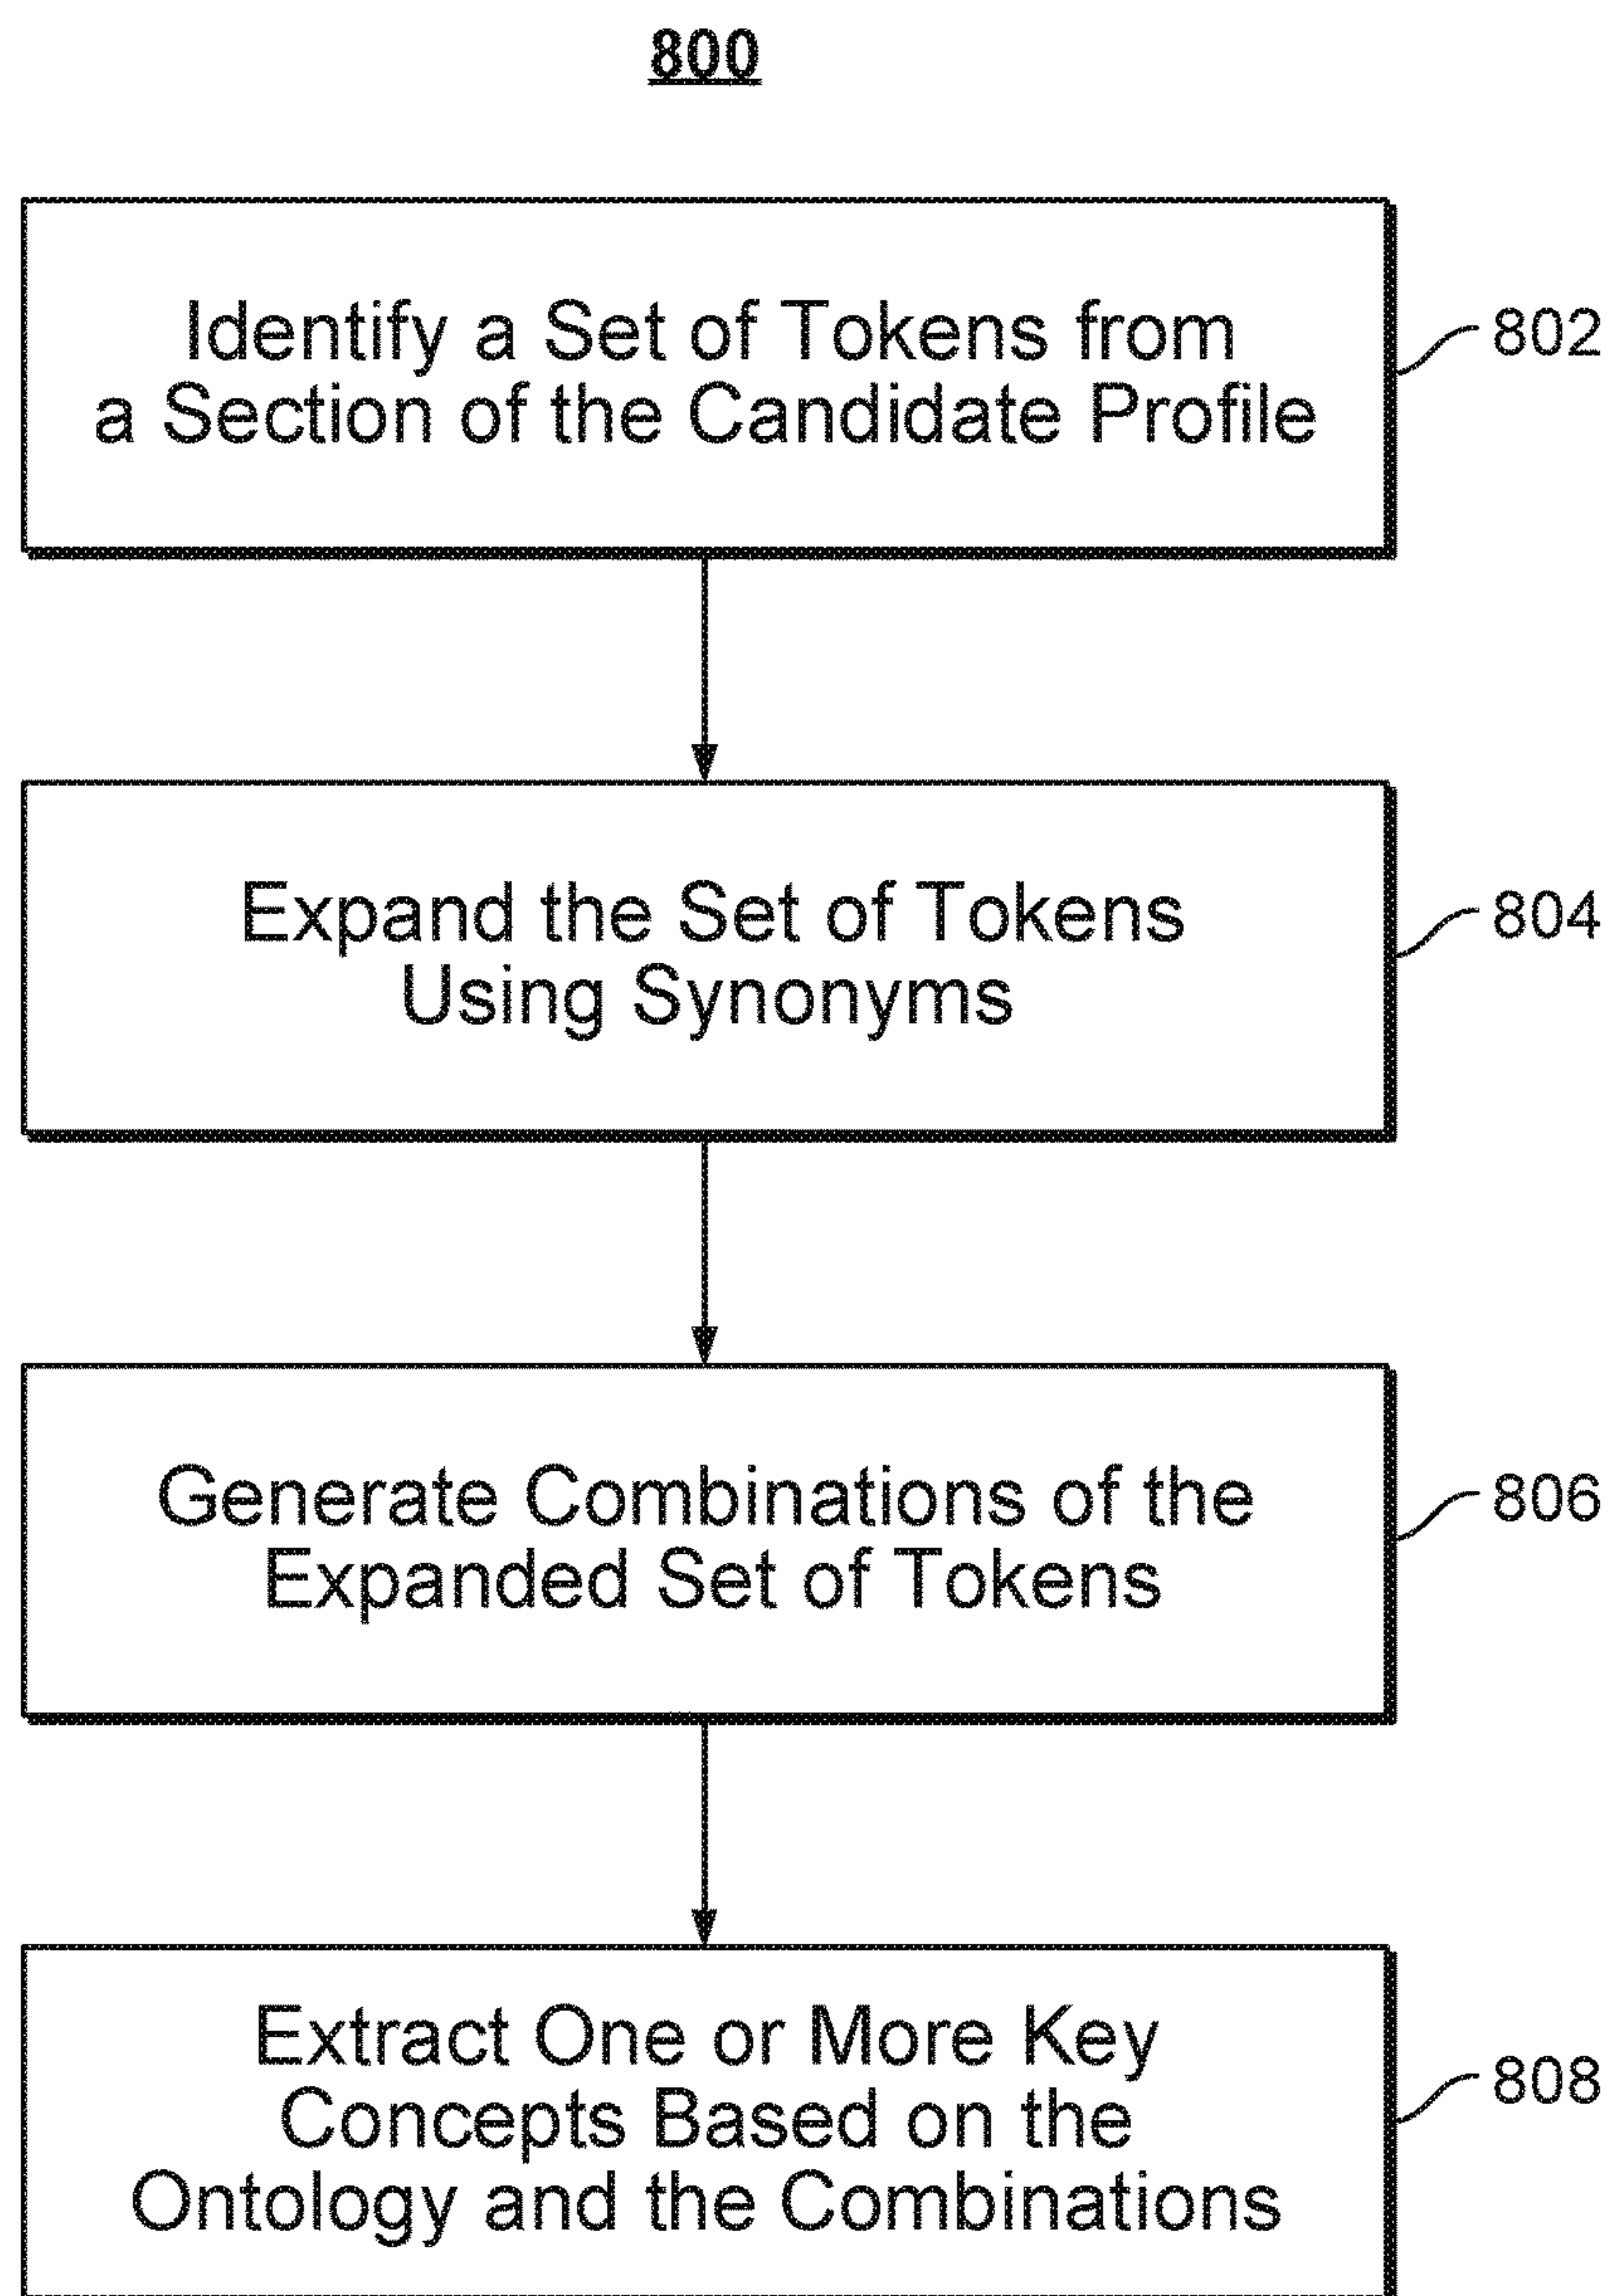 800
Identify a Set of Tokens from
a Section of the Candidate Profile
802
Expand the Set of Tokens
Using Synonyms
804
Generate Combinations of the
Expanded Set of Tokens
806
Extract One or More Key
Concepts Based on the
Ontology and the Combinations
808